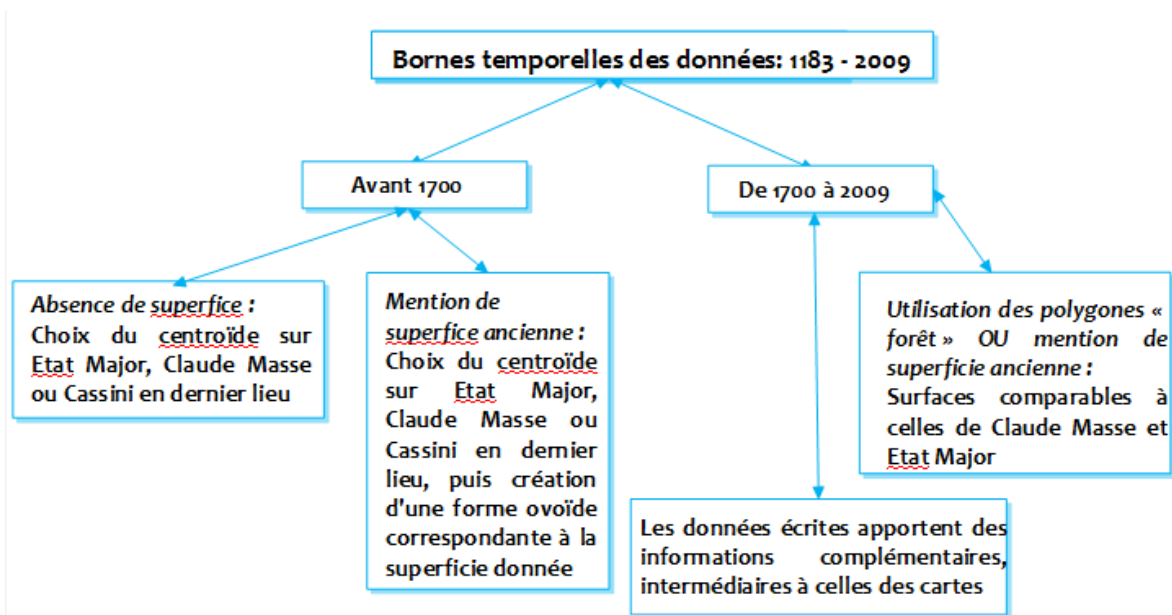 Bornes temporelles des données: 1183 - 2009
Avant 1700
De 1700 à 2009
Absence de superfice :
Choix du centroïde sur
Etat Major, Claude Masse
ou Cassini en dernier lieu
Mention de
superfice ancienne :
Choix du centroïde
sur Etat Major,
Claude Masse ou
Cassini en dernier
lieu, puis création
d'une forme ovoïde
correspondante à la
superficie donnée
Utilisation des polygones «
forêt » OU mention de
superficie ancienne :
Surfaces comparables à
celles de Claude Masse et
Etat Major
Les données écrites apportent des
informations complémentaires,
intermédiaires à celles des cartes